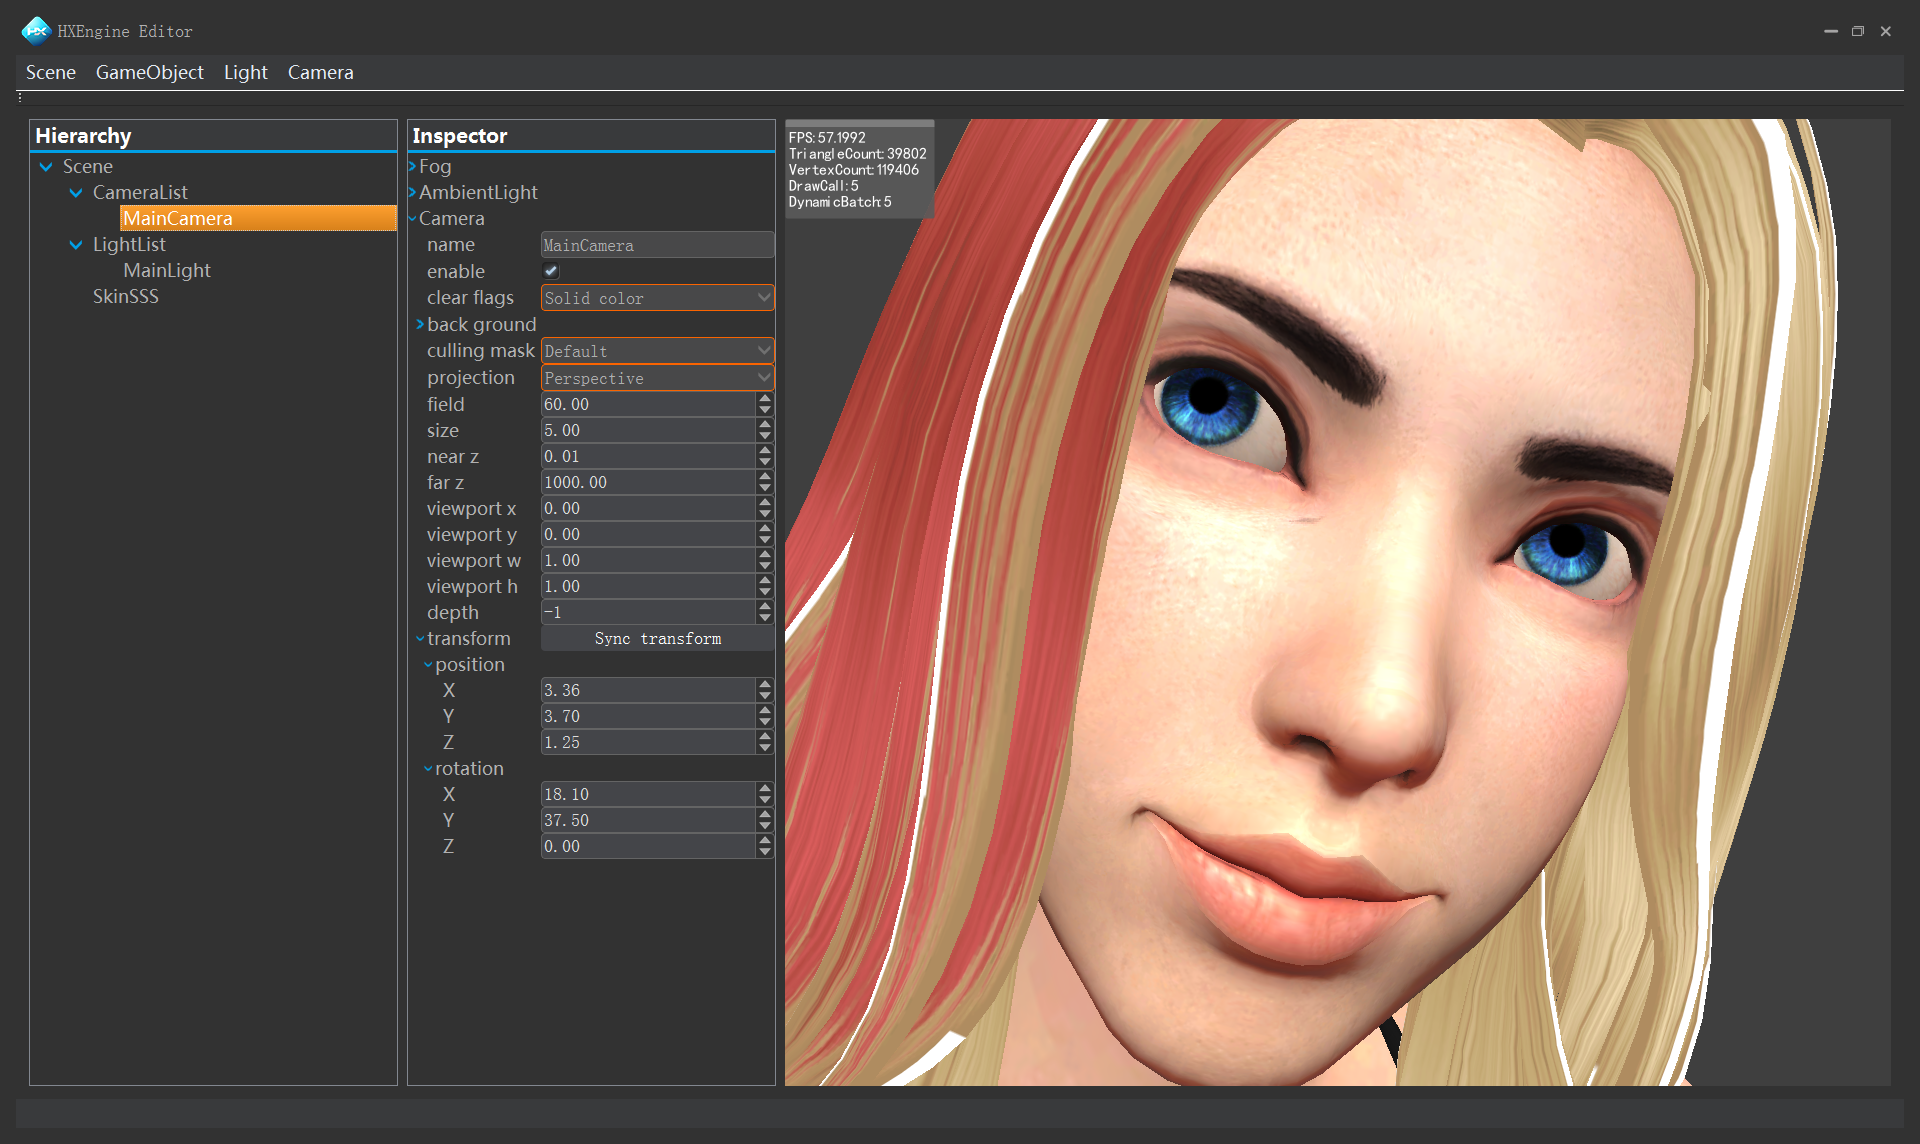 HX HXEngine Editor
Scene GameObject Light Camera
Hierarchy
Scene
CameraList
MainCamera
LightList
MainLight
SkinSSS
Inspector
Fog
AmbientLight
Camera
name MainCamera
enable
clear flags Solid color
back ground
culling mask Default
projection Perspective
field 60.00
size 5.00
near z 0.01
far z 1000.00
viewport x 0.00
viewport y 0.00
viewport w 1.00
viewport h 1.00
depth -1
transform Sync transform
position
X 3.36
Y 3.70
Z 1.25
rotation
X 18.10
Y 37.50
Z 0.00
FPS:57.1992
TriangleCount:39802
VertexCount:119406
DrawCall:5
DynamicBatch:5